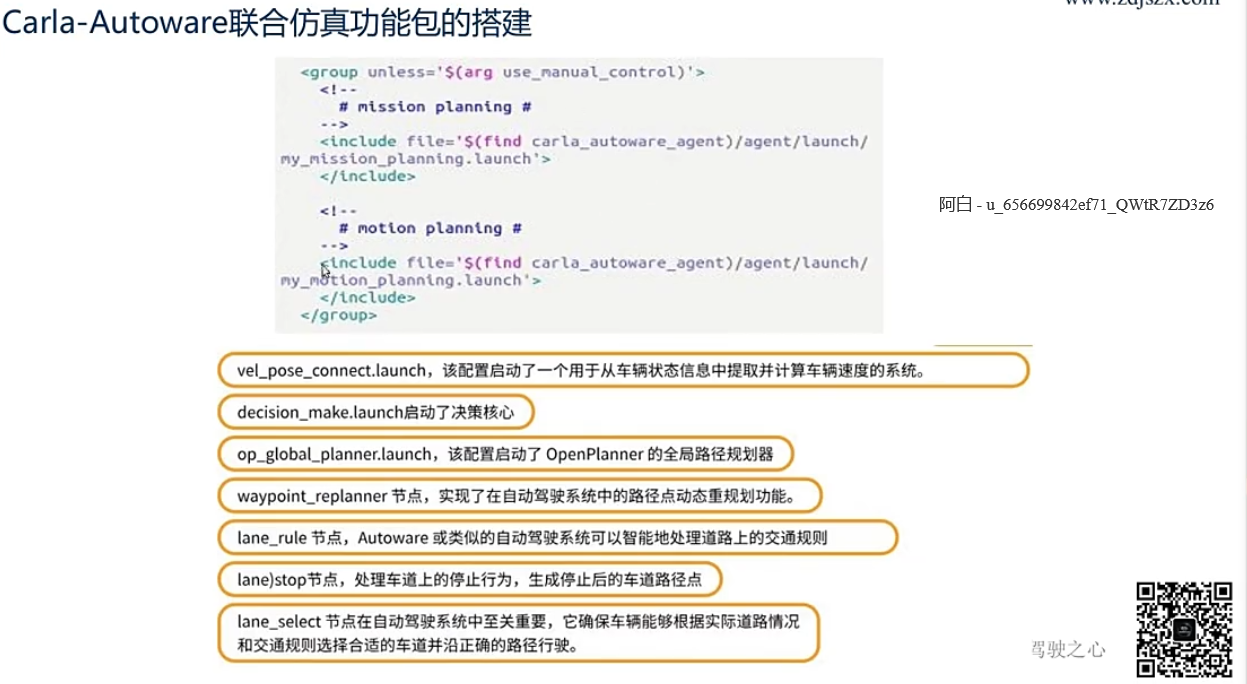 www.zdjszx.com
Carla-Autoware联合仿真功能包的搭建
<group unless='$(arg use_manual_control)'>
<!--
# mission planning #
-->
<include file='$(find carla_autoware_agent)/agent/launch/
my_mission_planning.launch'>
</include>
<!--
# motion planning #
-->
<include file='$(find carla_autoware_agent)/agent/launch/
my_motion_planning.launch'>
</include>
</group>
阿白 - u_656699842ef71_QWtR7ZD3z6
vel_pose_connect.launch，该配置启动了一个用于从车辆状态信息中提取并计算车辆速度的系统。
decision_make.launch启动了决策核心
op_global_planner.launch，该配置启动了 OpenPlanner 的全局路径规划器
waypoint_replanner 节点，实现了在自动驾驶系统中的路径点动态重规划功能。
lane_rule 节点，Autoware 或类似的自动驾驶系统可以智能地处理道路上的交通规则
lane)stop节点，处理车道上的停止行为，生成停止后的车道路径点
lane_select 节点在自动驾驶系统中至关重要，它确保车辆能够根据实际道路情况
和交通规则选择合适的车道并沿正确的路径行驶。
驾驶之心